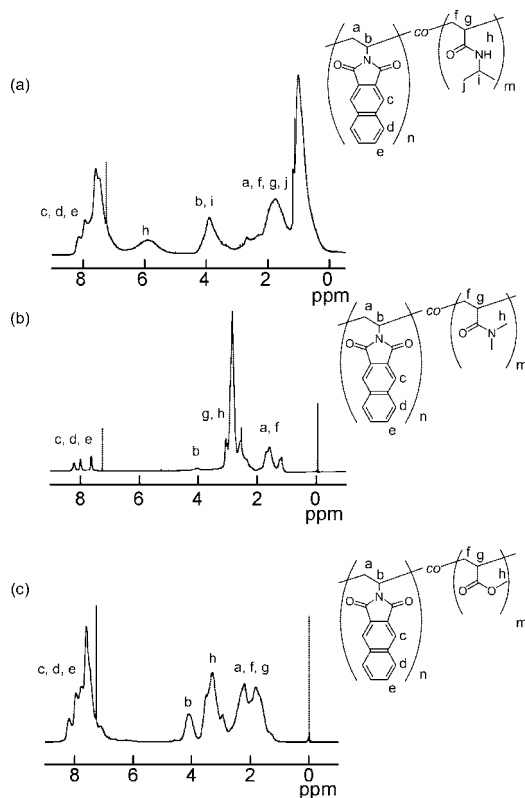 (a)
a
b
co
f
g
h
O
N
O
O
NH
c
d
e
n
j
i
m
c, d, e
h
b, i
a, f, g, j
8
6
4
2
0
ppm
(b)
a
b
co
f
g
h
O
N
O
O
N
c
d
e
n
m
c, d, e
b
g, h
a, f
8
6
4
2
0
ppm
(c)
a
b
co
f
g
h
O
N
O
O
O
c
d
e
n
m
c, d, e
b
h
a, f, g
8
6
4
2
0
ppm